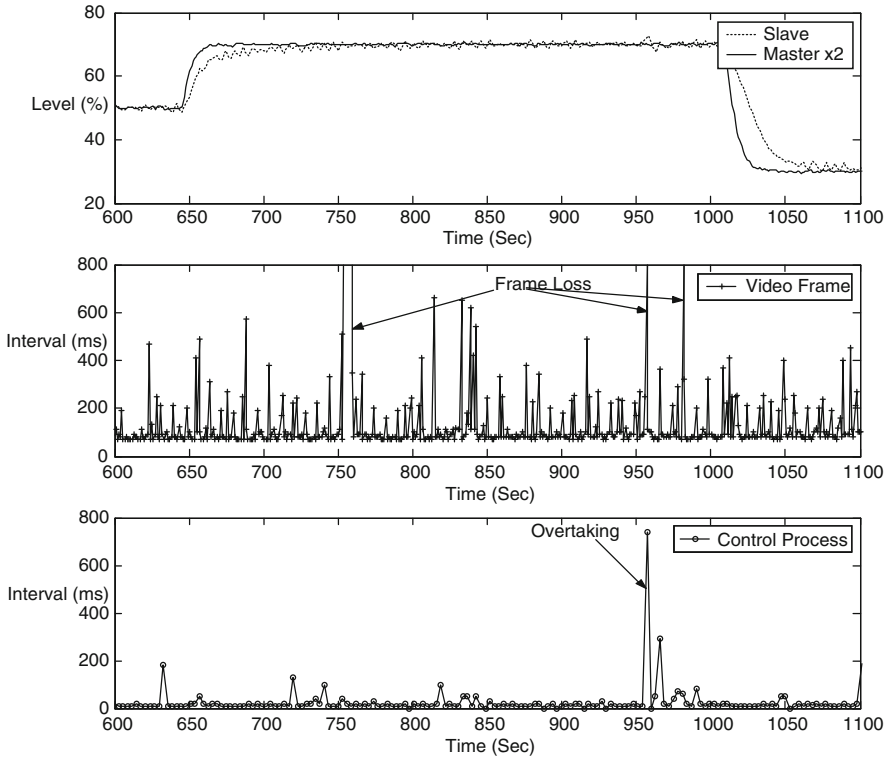 80
60
40
20
Level (%)
Slave
Master x2
600 650 700 750 800 850 900 950 1000 1050 1100
Time (Sec)
800
600
400
200
0
Interval (ms)
Frame Loss
Video Frame
600 650 700 750 800 850 900 950 1000 1050 1100
Time (Sec)
800
600
400
200
0
Interval (ms)
Overtaking
Control Process
600 650 700 750 800 850 900 950 1000 1050 1100
Time (Sec)